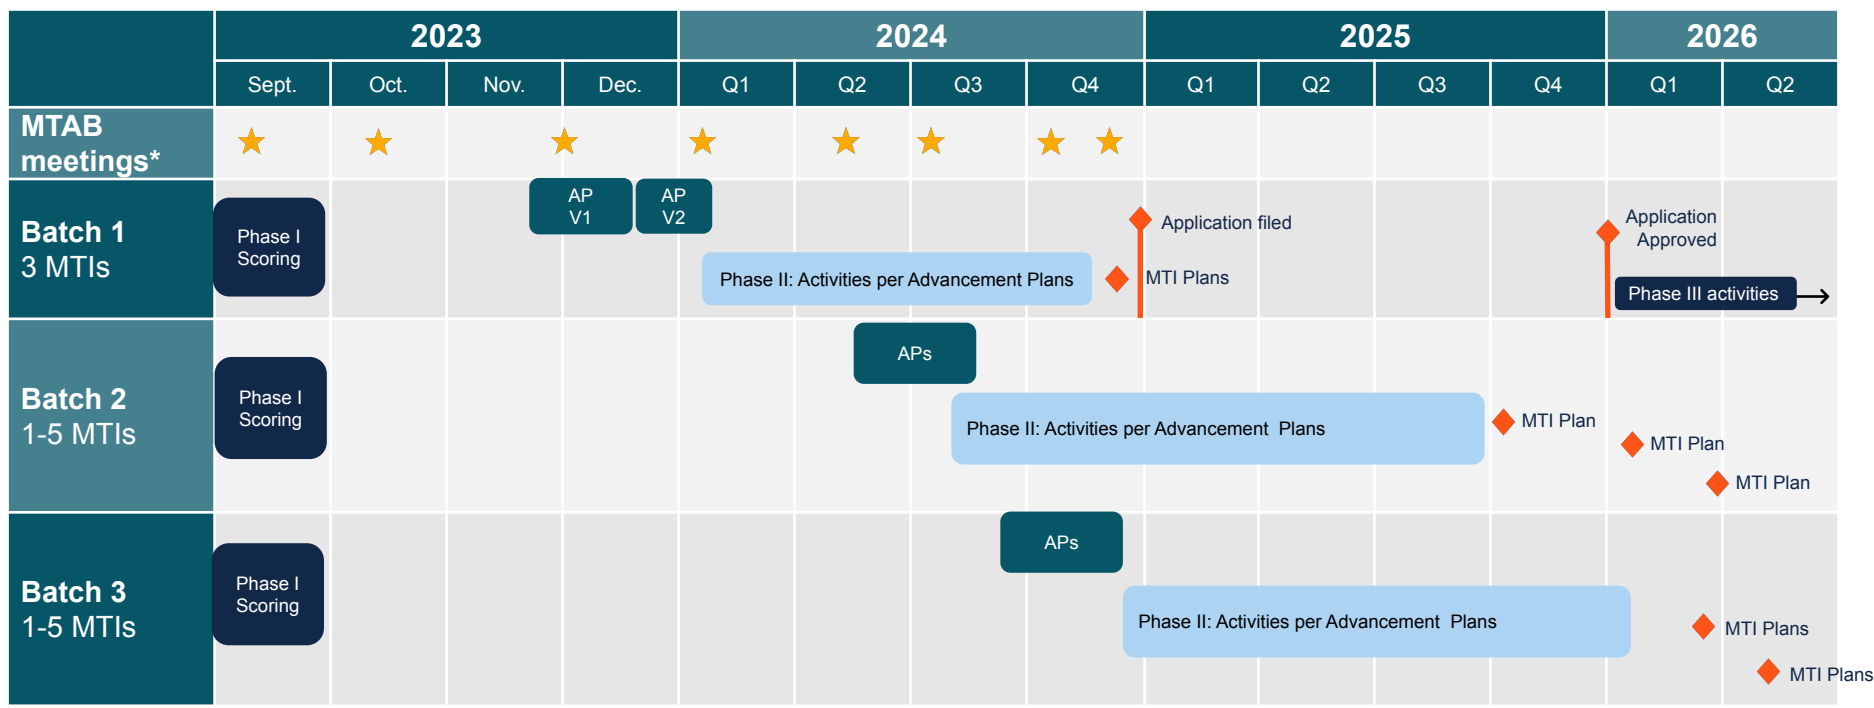 2023
2024
2025
2026
Sept.
Oct.
Nov.
Dec.
Q1
Q2
Q3
Q4
Q1
Q2
Q3
Q4
Q1
Q2
MTAB
meetings*
Batch 1
3 MTIs
Phase I
Scoring
AP
V1
AP
V2
Phase II: Activities per Advancement Plans
MTI Plans
Application filed
Application
Approved
Phase III activities
Batch 2
1-5 MTIs
Phase I
Scoring
APs
Phase II: Activities per Advancement Plans
MTI Plan
MTI Plan
MTI Plan
Batch 3
1-5 MTIs
Phase I
Scoring
APs
Phase II: Activities per Advancement Plans
MTI Plans
MTI Plans